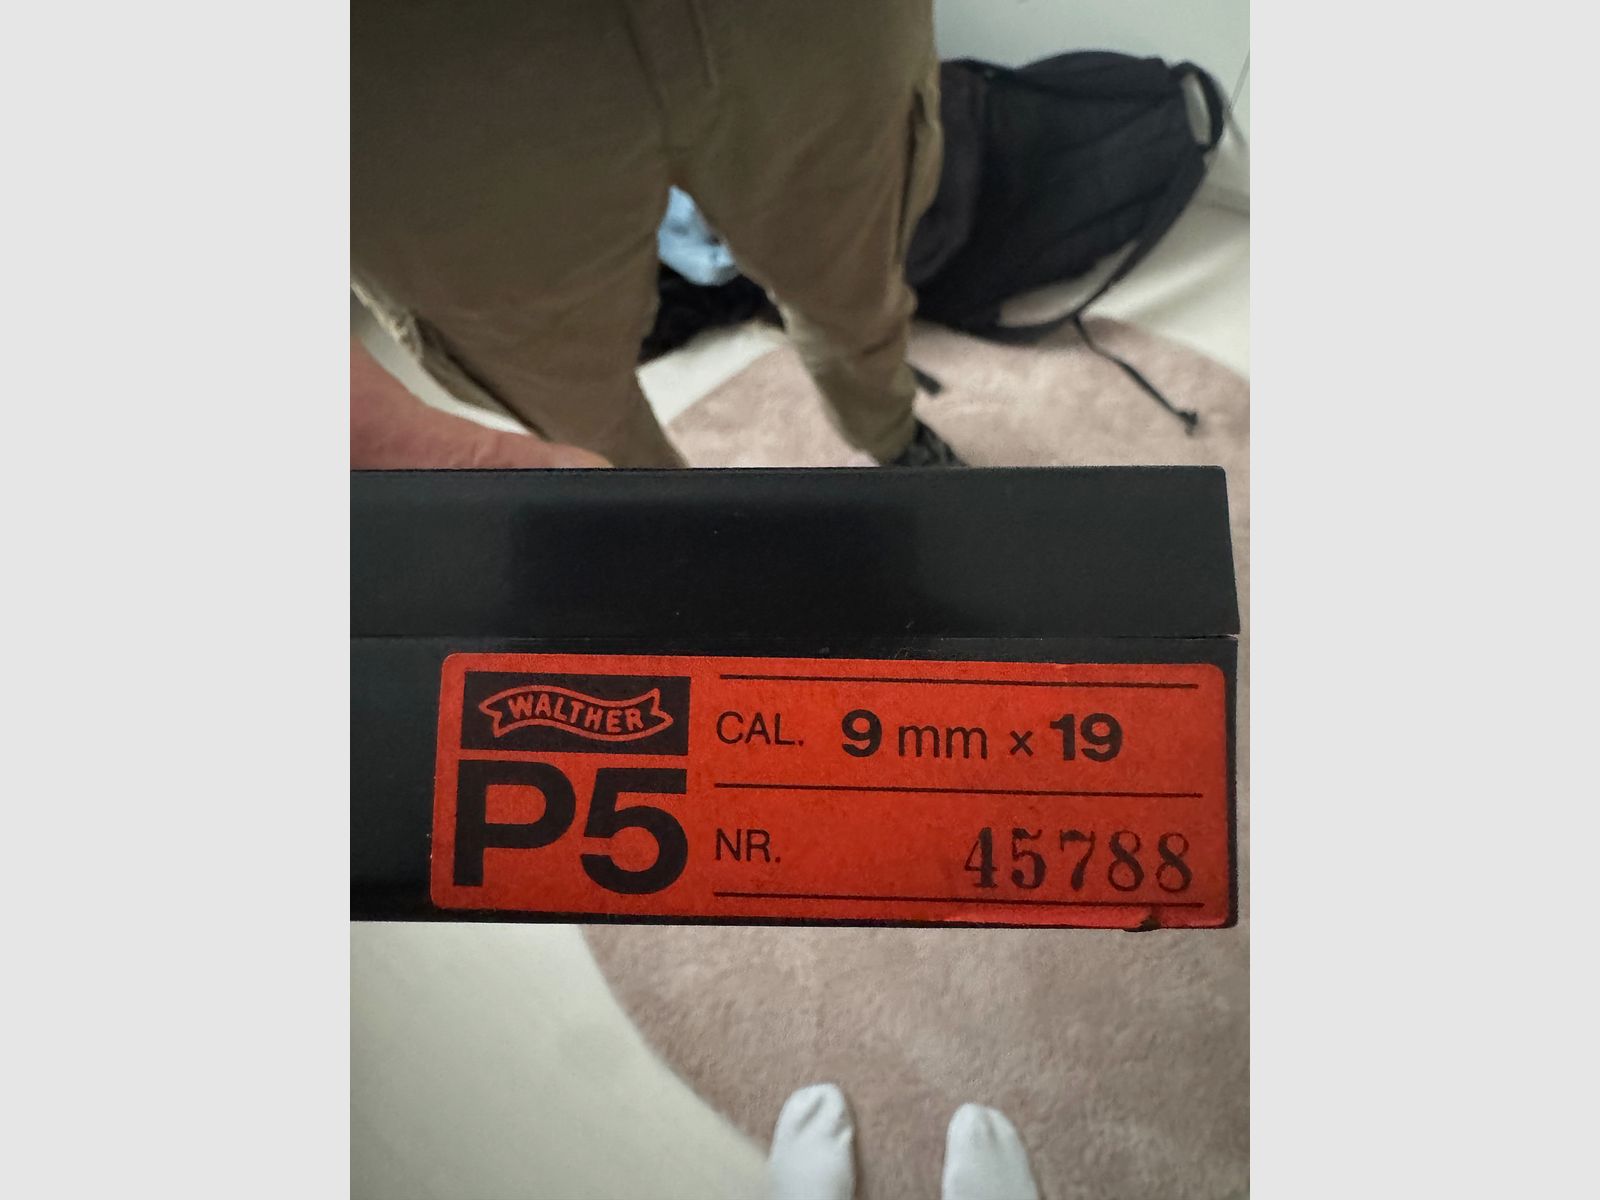 WALTHER
P5
CAL. 9 mm × 19
NR. 45788